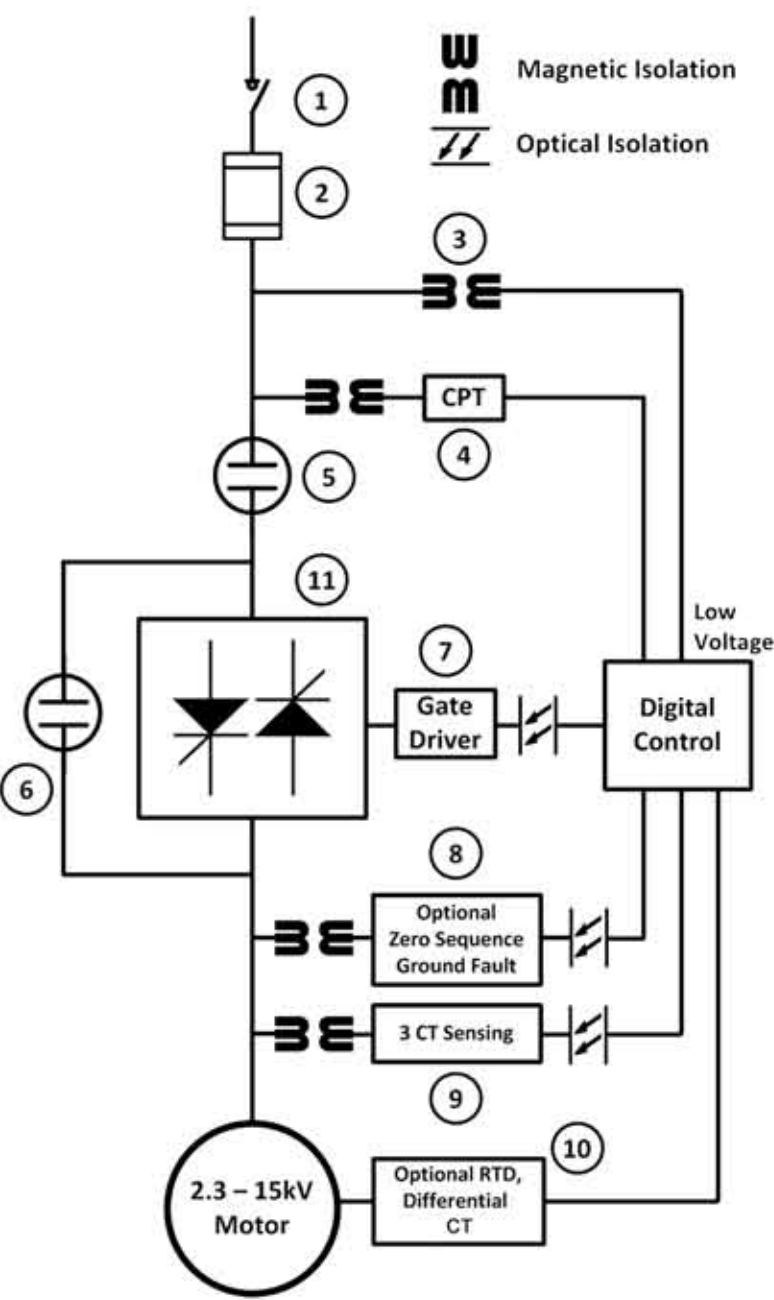 1
Magnetic Isolation
Optical Isolation
2
3
CPT
4
5
11
Low
Voltage
7
Gate
Driver
Digital
Control
6
8
Optional
Zero Sequence
Ground Fault
3 CT Sensing
9
10
2.3 – 15kV
Motor
Optional RTD,
Differential
CT